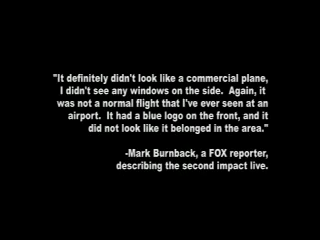 "It definitely didn't look like a commercial plane,
I didn't see any windows on the side.  Again, it
was not a normal flight that I've ever seen at an
airport.  It had a blue logo on the front, and it
did not look like it belonged in the area."
-Mark Burnback, a FOX reporter,
describing the second impact live.